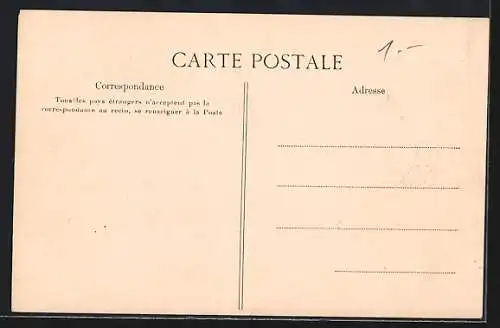 1.-
CARTE POSTALE
Correspondance
Tous les pays étrangers n'acceptent pas la
correspondance au recto, se renseigner à la Poste
Adresse